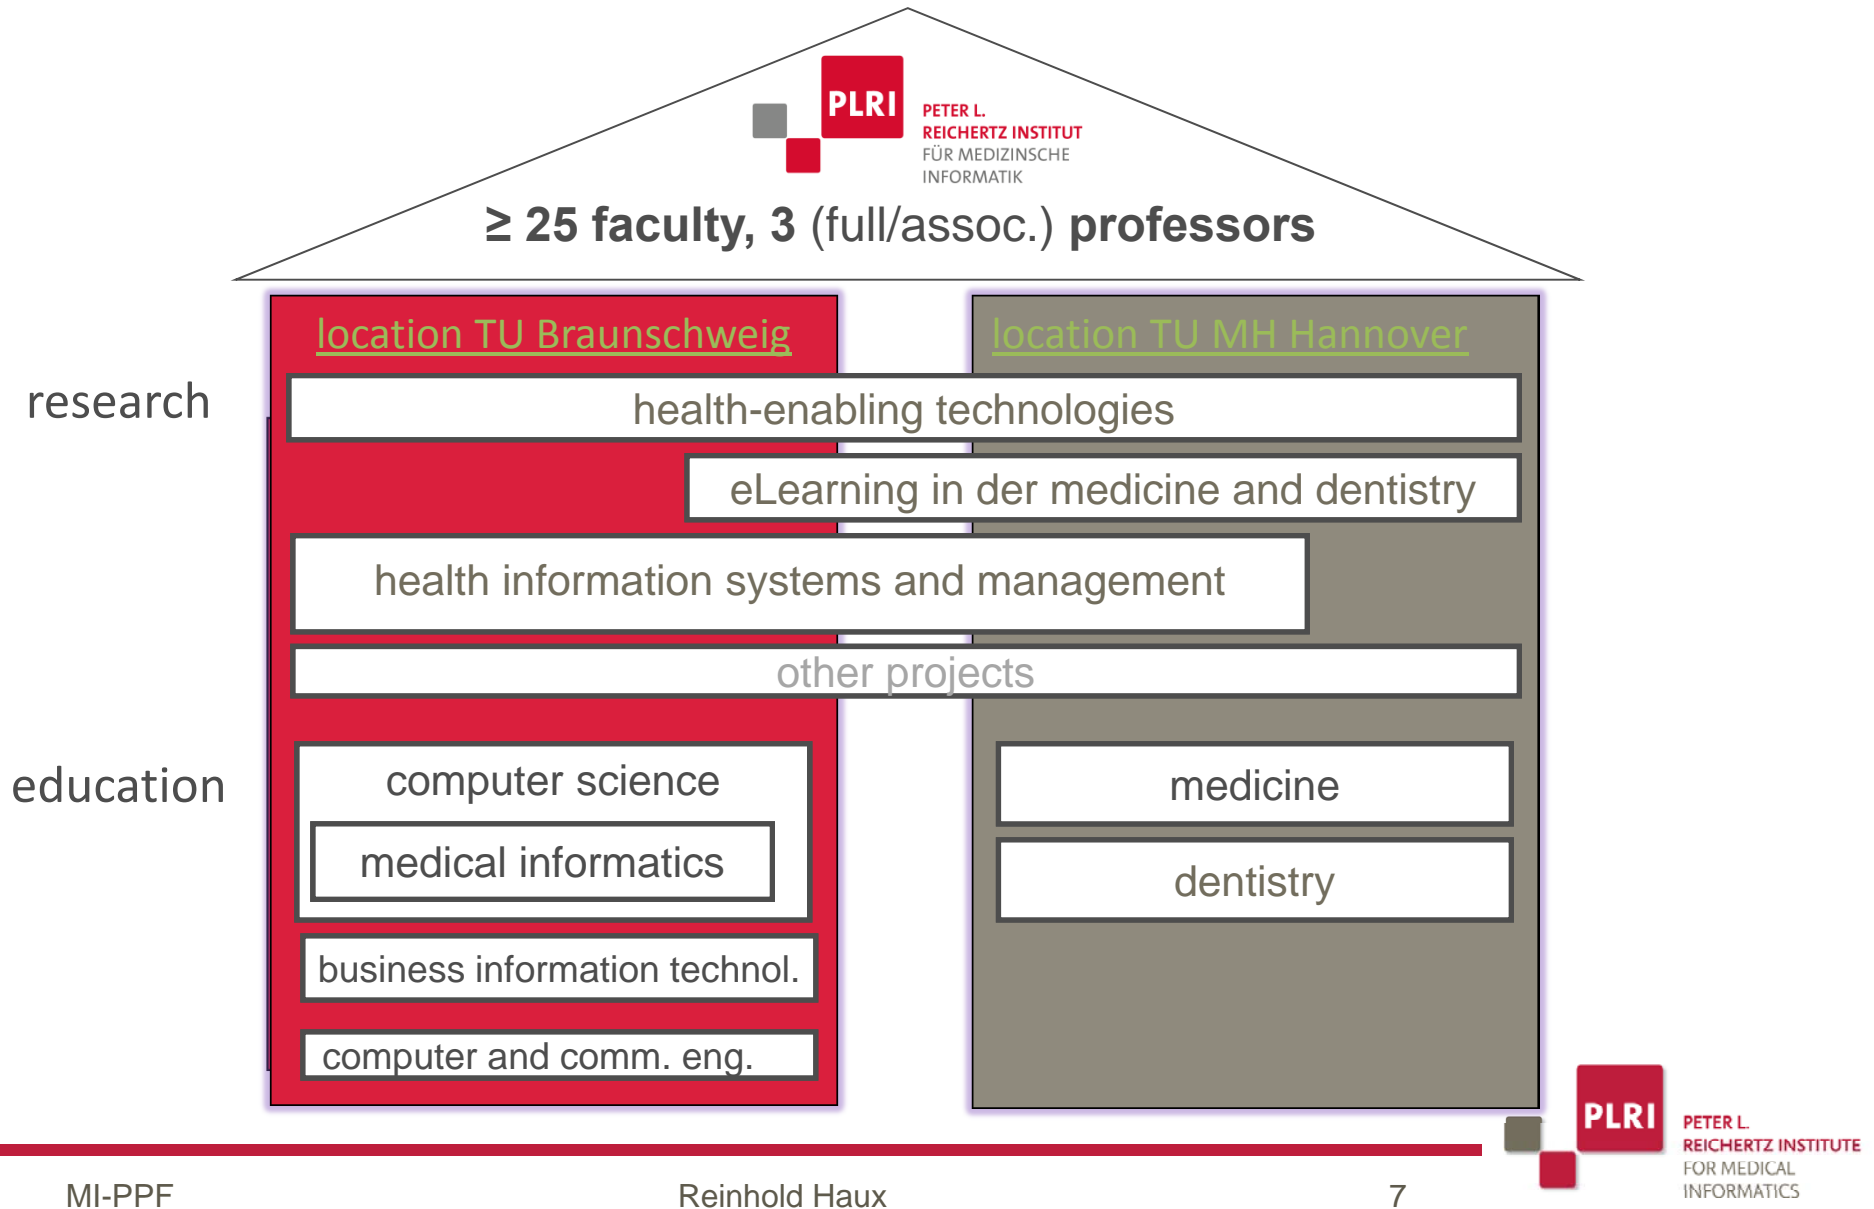 PLRI
PETER L.
REICHERTZ INSTITUT
FÜR MEDIZINSCHE
INFORMATIK
≥ 25 faculty, 3 (full/assoc.) professors
location TU Braunschweig
location TU MH Hannover
research
health-enabling technologies
eLearning in der medicine and dentistry
health information systems and management
other projects
education
computer science
medical informatics
business information technol.
computer and comm. eng.
medicine
dentistry
PLRI
PETER L.
REICHERTZ INSTITUTE
FOR MEDICAL
INFORMATICS
MI-PPF
Reinhold Haux
7